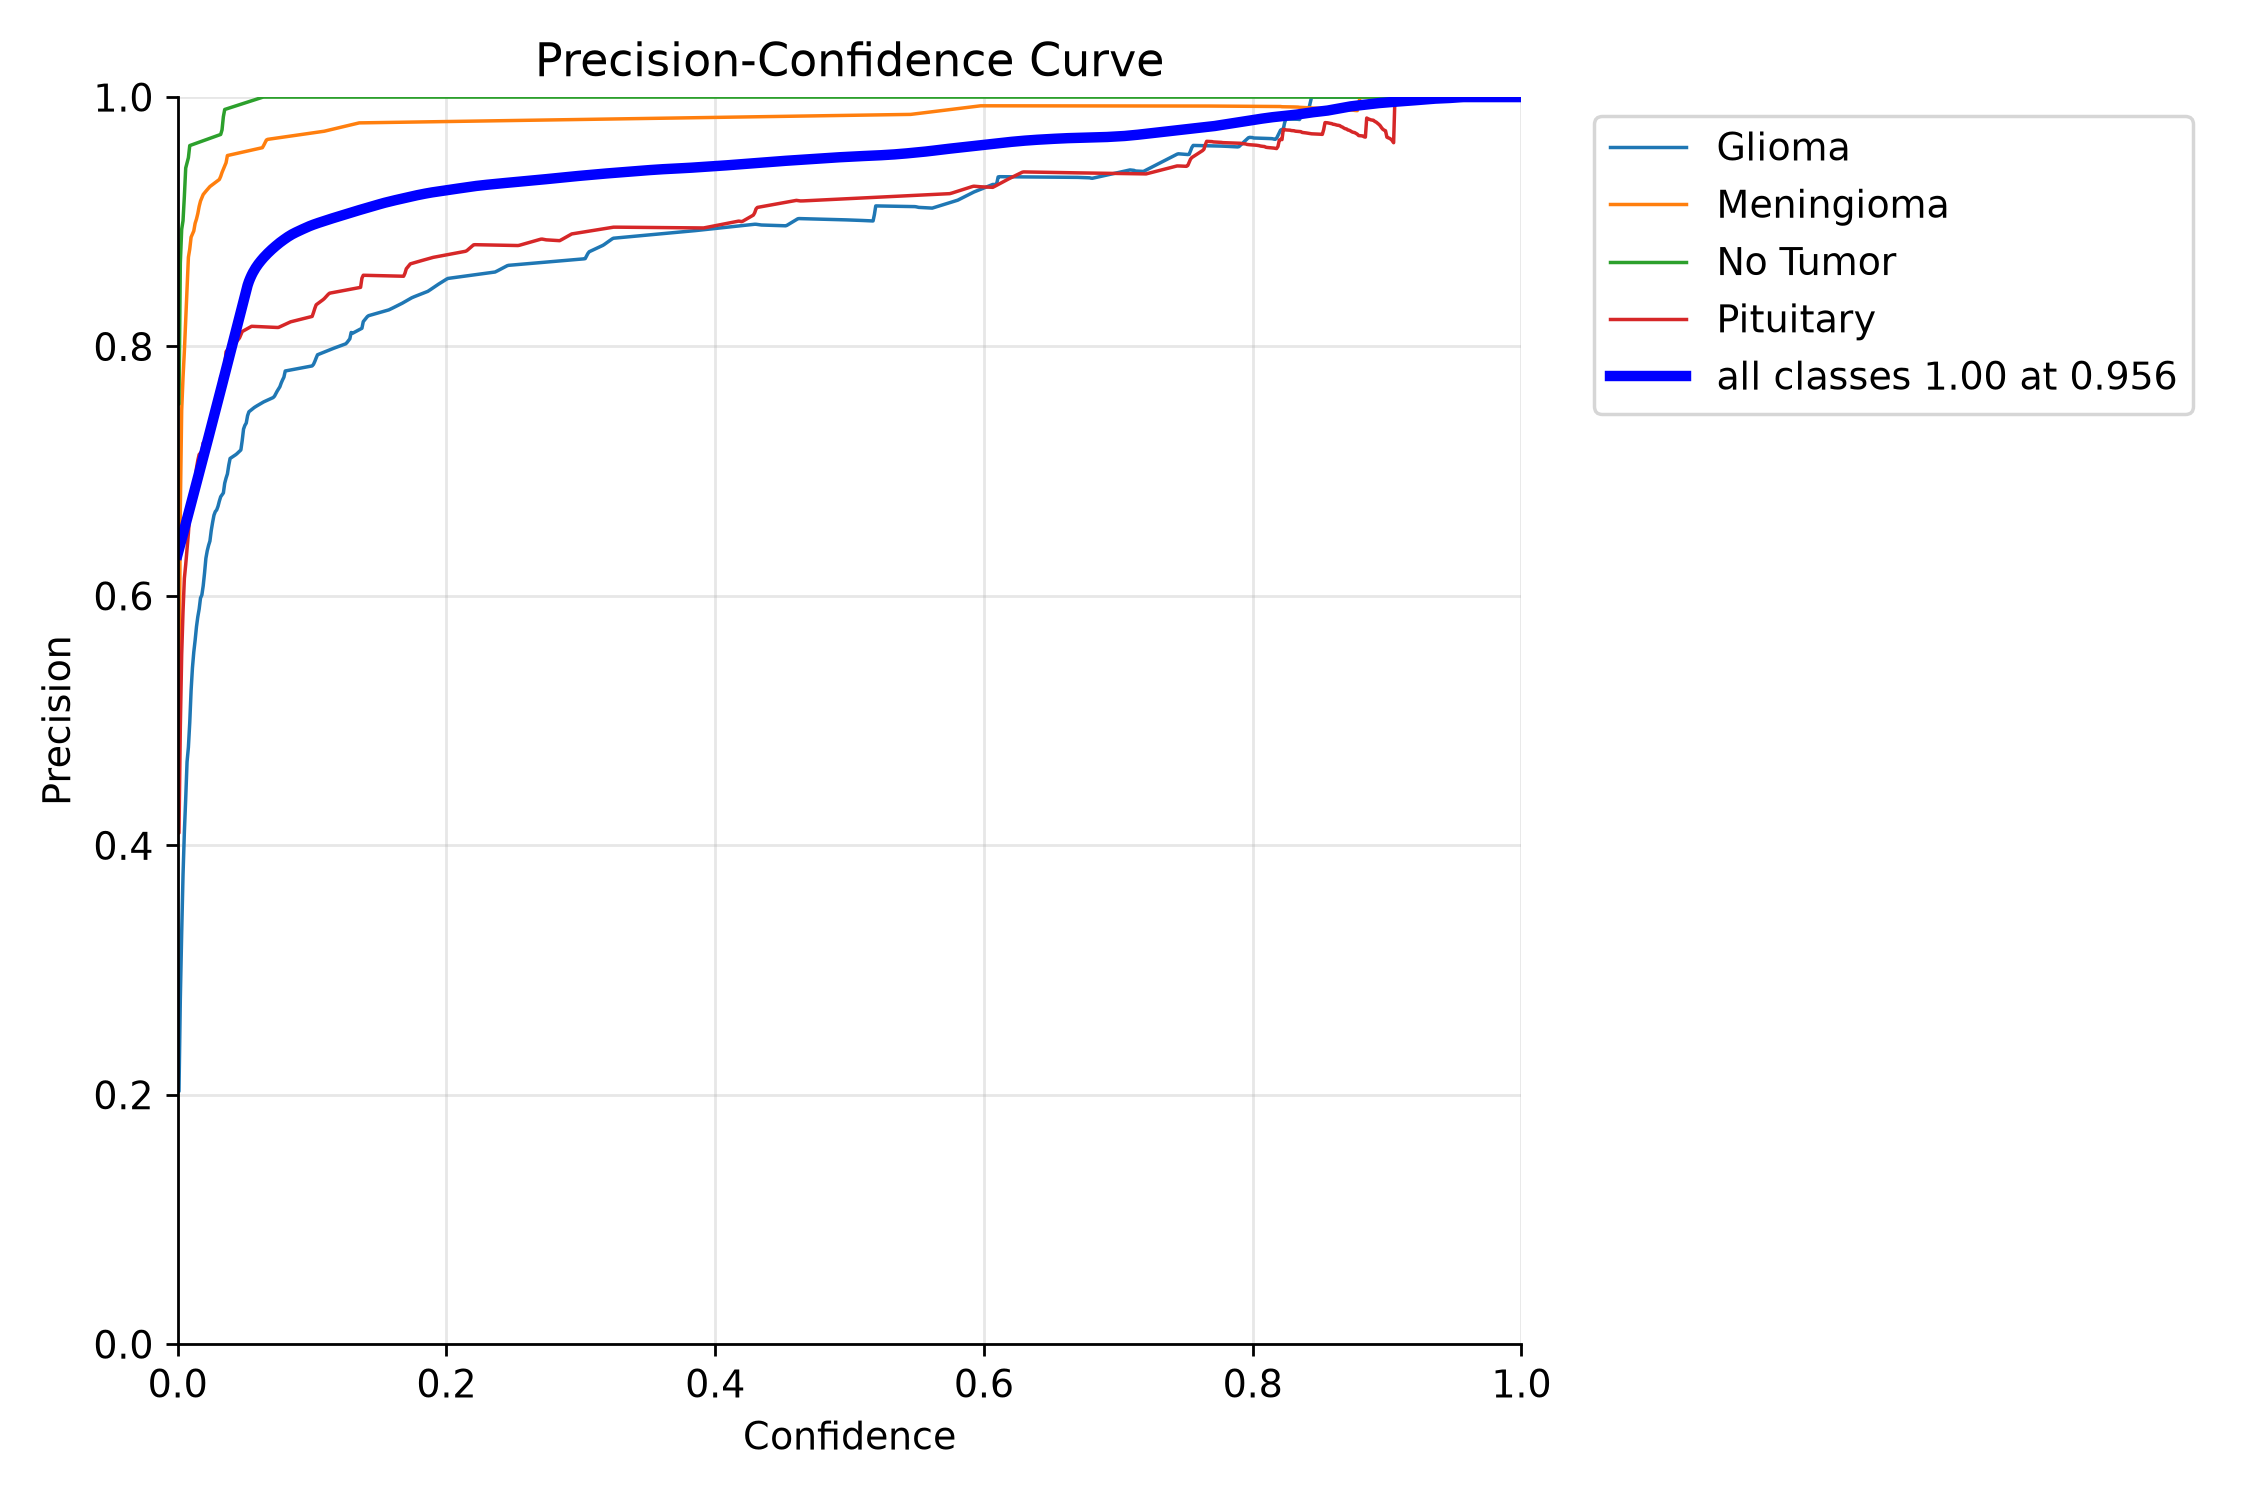 Precision-Confidence Curve
1.0
0.8
0.6
0.4
0.2
0.0
Precision
0.0 0.2 0.4 0.6 0.8 1.0
Confidence
Glioma
Meningioma
No Tumor
Pituitary
all classes 1.00 at 0.956